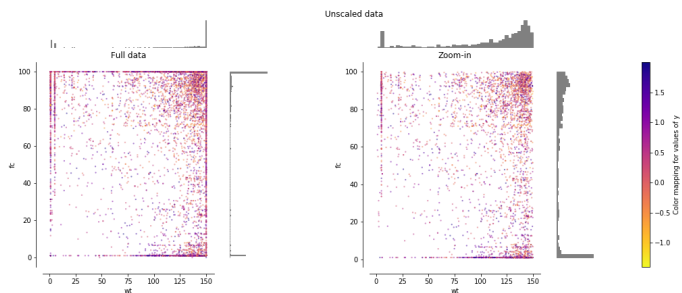 Unscaled data
Full data
Zoom-in
100
80
60
40
20
0
fc
0 25 50 75 100 125 150
wt
100
80
60
40
20
0
fc
0 25 50 75 100 125 150
wt
1.5
1.0
0.5
0.0
−0.5
−1.0
Color mapping for values of y